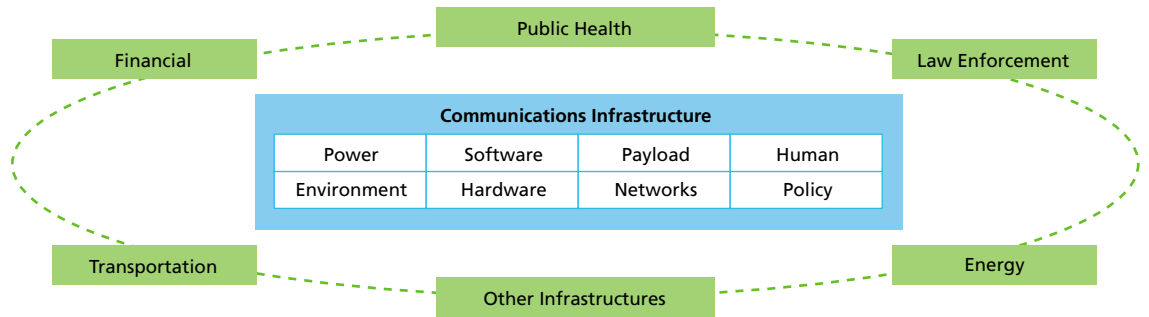 Public Health
Financial
Law Enforcement
Communications Infrastructure
Power Software Payload Human
Environment Hardware Networks Policy
Transportation
Energy
Other Infrastructures